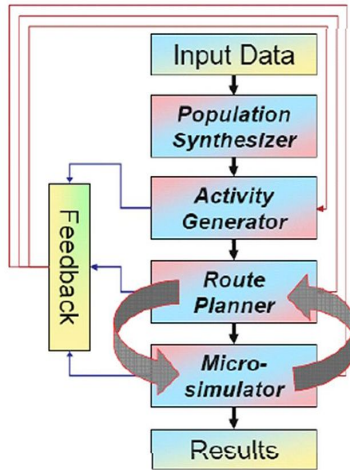 Input Data
Population
Synthesizer
Activity
Generator
Feedback
Route
Planner
Micro-
simulator
Results